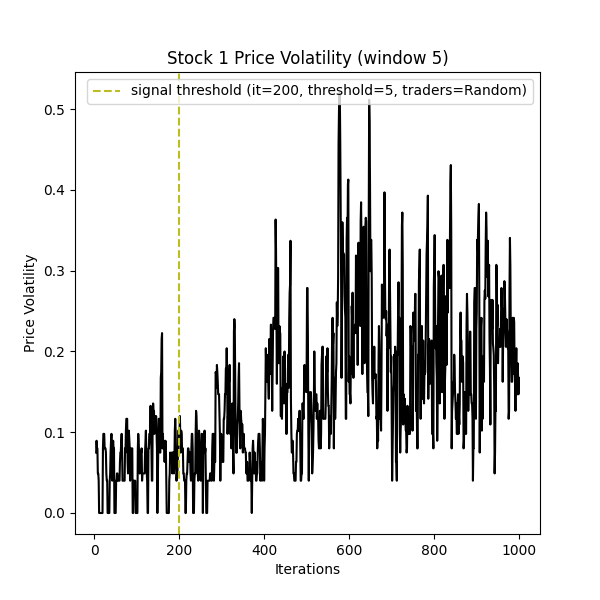 Stock 1 Price Volatility (window 5)
signal threshold (it=200, threshold=5, traders=Random)
0.5
0.4
0.3
0.2
0.1
0.0
Price Volatility
0 200 400 600 800 1000
Iterations